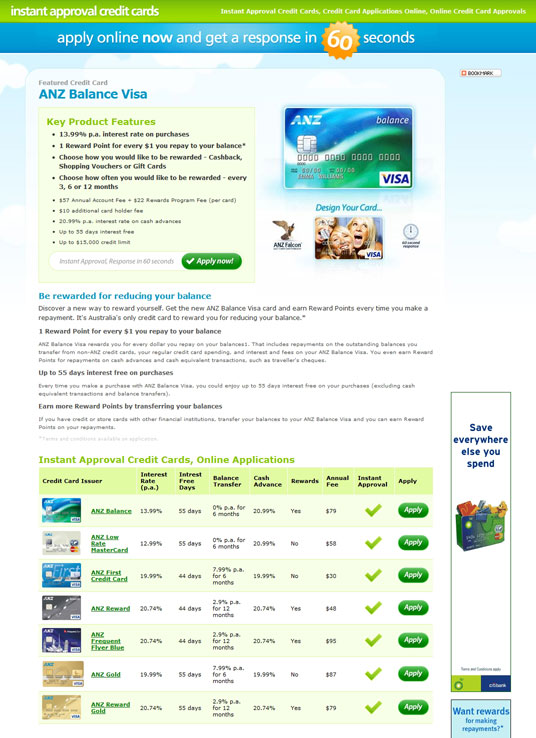 instant approval credit cards
Instant Approval Credit Cards, Credit Card Applications Online, Online Credit Card Approvals
apply online now and get a response in 60 seconds
BOOKMARK
Featured Credit Card
ANZ Balance Visa
Key Product Features
13.99% p.a. interest rate on purchases
1 Reward Point for every $1 you repay to your balance*
Choose how you would like to be rewarded - Cashback,
Shopping Vouchers or Gift Cards
Choose how often you would like to be rewarded - every
3, 6 or 12 months
$57 Annual Account Fee + $22 Rewards Program Fee (per card)
$10 additional card holder fee
20.99% p.a. interest rate on cash advances
Up to 55 days interest free
Up to $15,000 credit limit
Instant Approval, Response in 60 seconds
Apply now!
ANZ
balance
VISA
Design Your Card...
ANZ Falcon
VISA
60 second
response
Be rewarded for reducing your balance
Discover a new way to reward yourself. Get the new ANZ Balance Visa card and earn Reward Points every time you make a
repayment. It's Australia's only credit card to reward you for reducing your balance.*
1 Reward Point for every $1 you repay to your balance
ANZ Balance Visa rewards you for every dollar you repay on your balances1. That includes repayments on the outstanding balances you
transfer from non-ANZ credit cards, your regular credit card spending, and interest and fees on your ANZ Balance Visa. You even earn Reward
Points for repayments on cash advances and cash equivalent transactions, such as traveller's cheques.
Up to 55 days interest free on purchases
Every time you make a purchase with ANZ Balance Visa, you could enjoy up to 55 days interest free on your purchases (excluding cash
equivalent transactions and balance transfers).
Earn more Reward Points by transferring your balances
If you have credit or store cards with other financial institutions, transfer your balances to your ANZ Balance Visa and you can earn Reward
Points on your repayments.
*Terms and conditions available on application.
Instant Approval Credit Cards, Online Applications
Credit Card Issuer Interest Rate (p.a.) Intrest Free Days Balance Transfer Cash Advance Rewards Annual Fee Instant Approval Apply
ANZ Balance 13.99% 55 days 0% p.a. for 6 months 20.99% Yes $79 Apply
ANZ Low Rate MasterCard 12.99% 55 days 0% p.a. for 6 months 20.99% No $58 Apply
ANZ First Credit Card 19.99% 44 days 7.99% p.a. for 6 months 19.99% No $30 Apply
ANZ Reward 20.74% 44 days 2.9% p.a. for 12 months 20.74% Yes $48 Apply
ANZ Frequent Flyer Blue 20.74% 44 days 2.9% p.a. for 12 months 20.74% Yes $95 Apply
ANZ Gold 19.99% 55 days 7.99% p.a. for 6 months 19.99% No $87 Apply
ANZ Reward Gold 20.74% 55 days 2.9% p.a. for 12 months 20.74% Yes $79 Apply
Save
everywhere
else you
spend
Terms and Conditions apply
citibank
Want rewards
for making
repayments?*